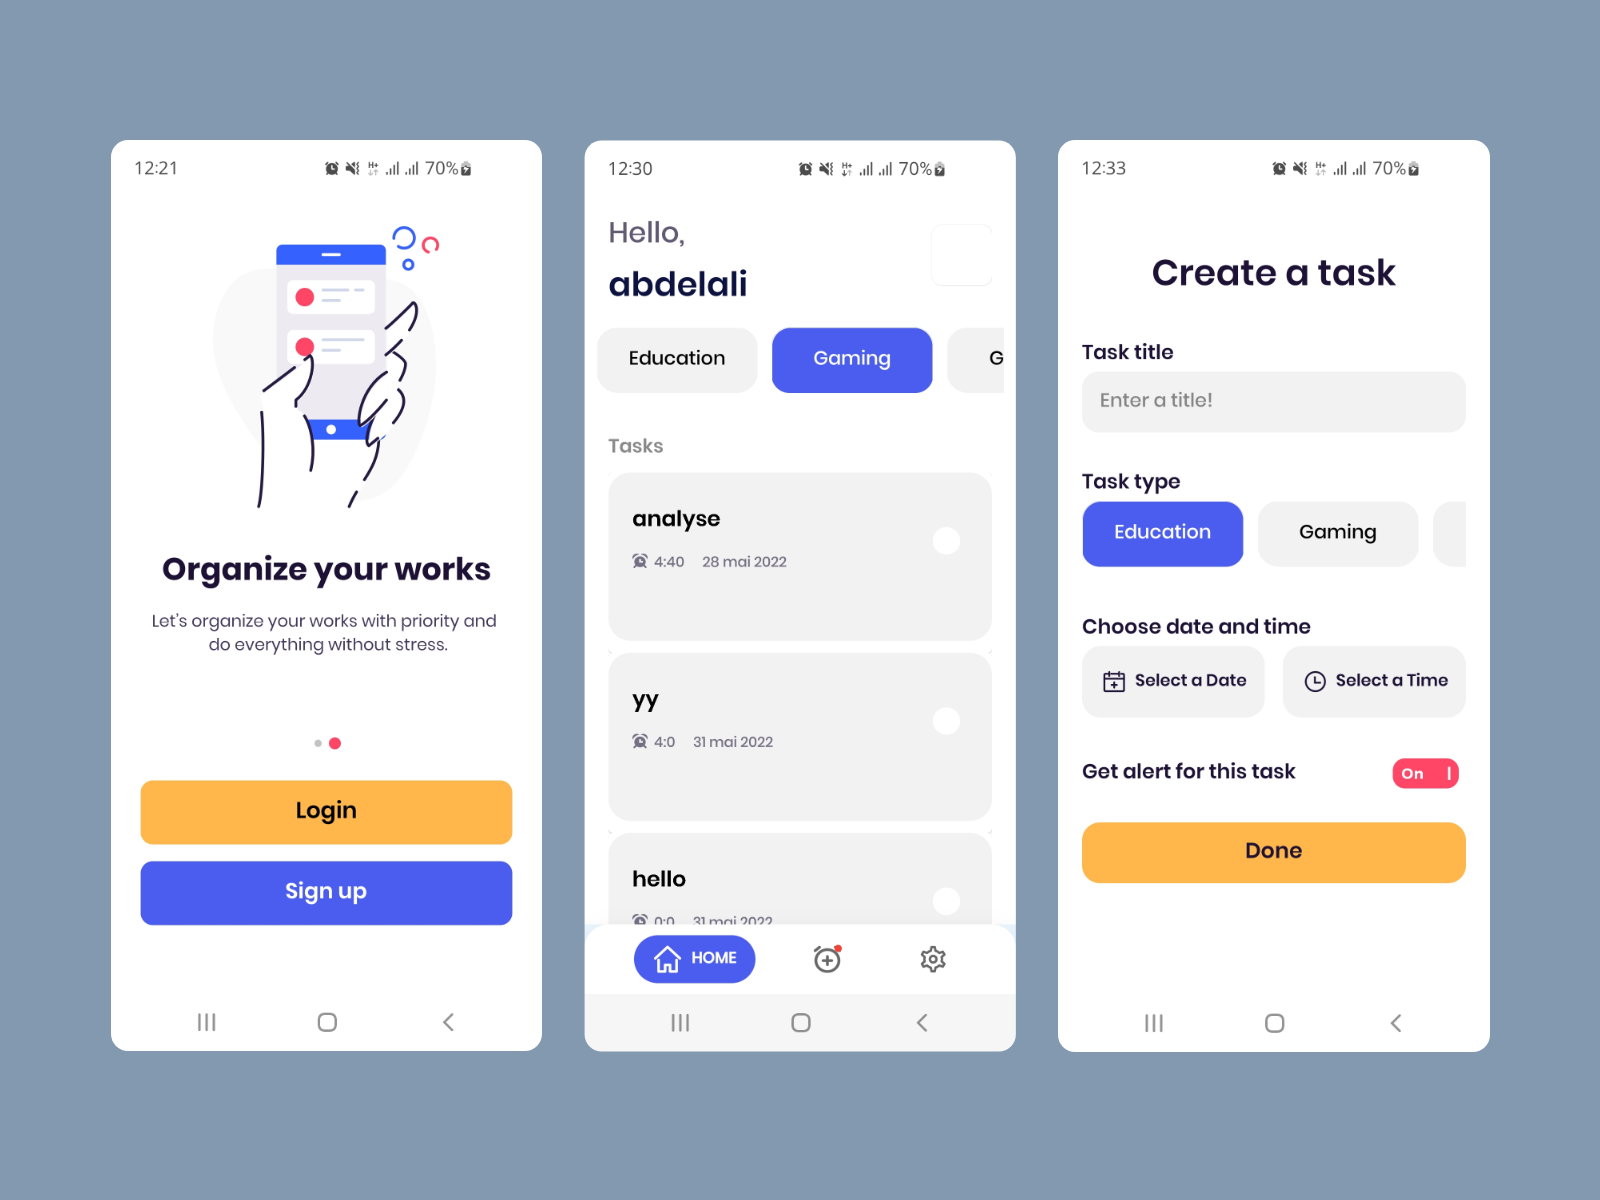 12:21
70%
Organize your works
Let's organize your works with priority and
do everything without stress.
Login
Sign up
12:30
70%
Hello,
abdelali
Education
Gaming
G
Tasks
analyse
4:40 28 mai 2022
yy
4:0 31 mai 2022
hello
0:0 31 mai 2022
HOME
12:33
70%
Create a task
Task title
Enter a title!
Task type
Education
Gaming
Choose date and time
Select a Date
Select a Time
Get alert for this task
On
Done